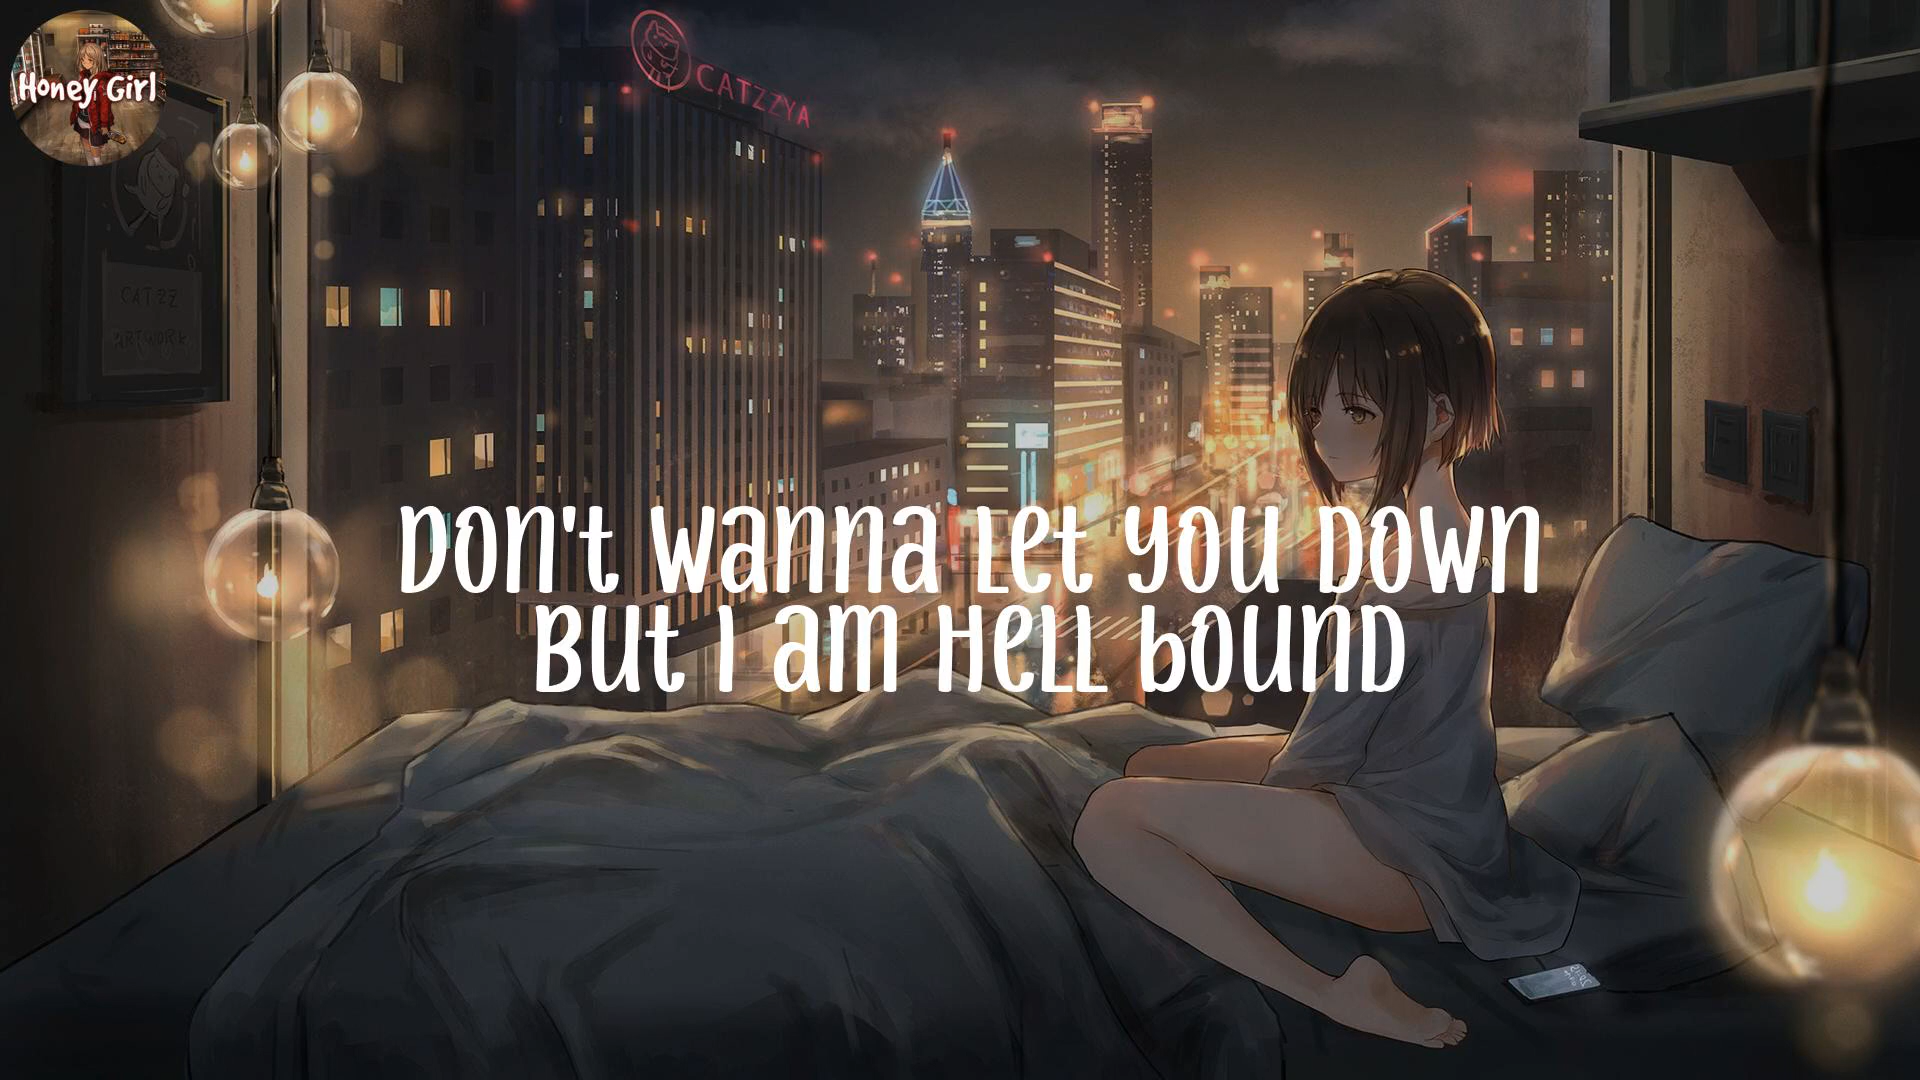 Honey Girl
CATZZYA
CATZZ
ARTWORK
Don't wanna let you down
But I am hell bound